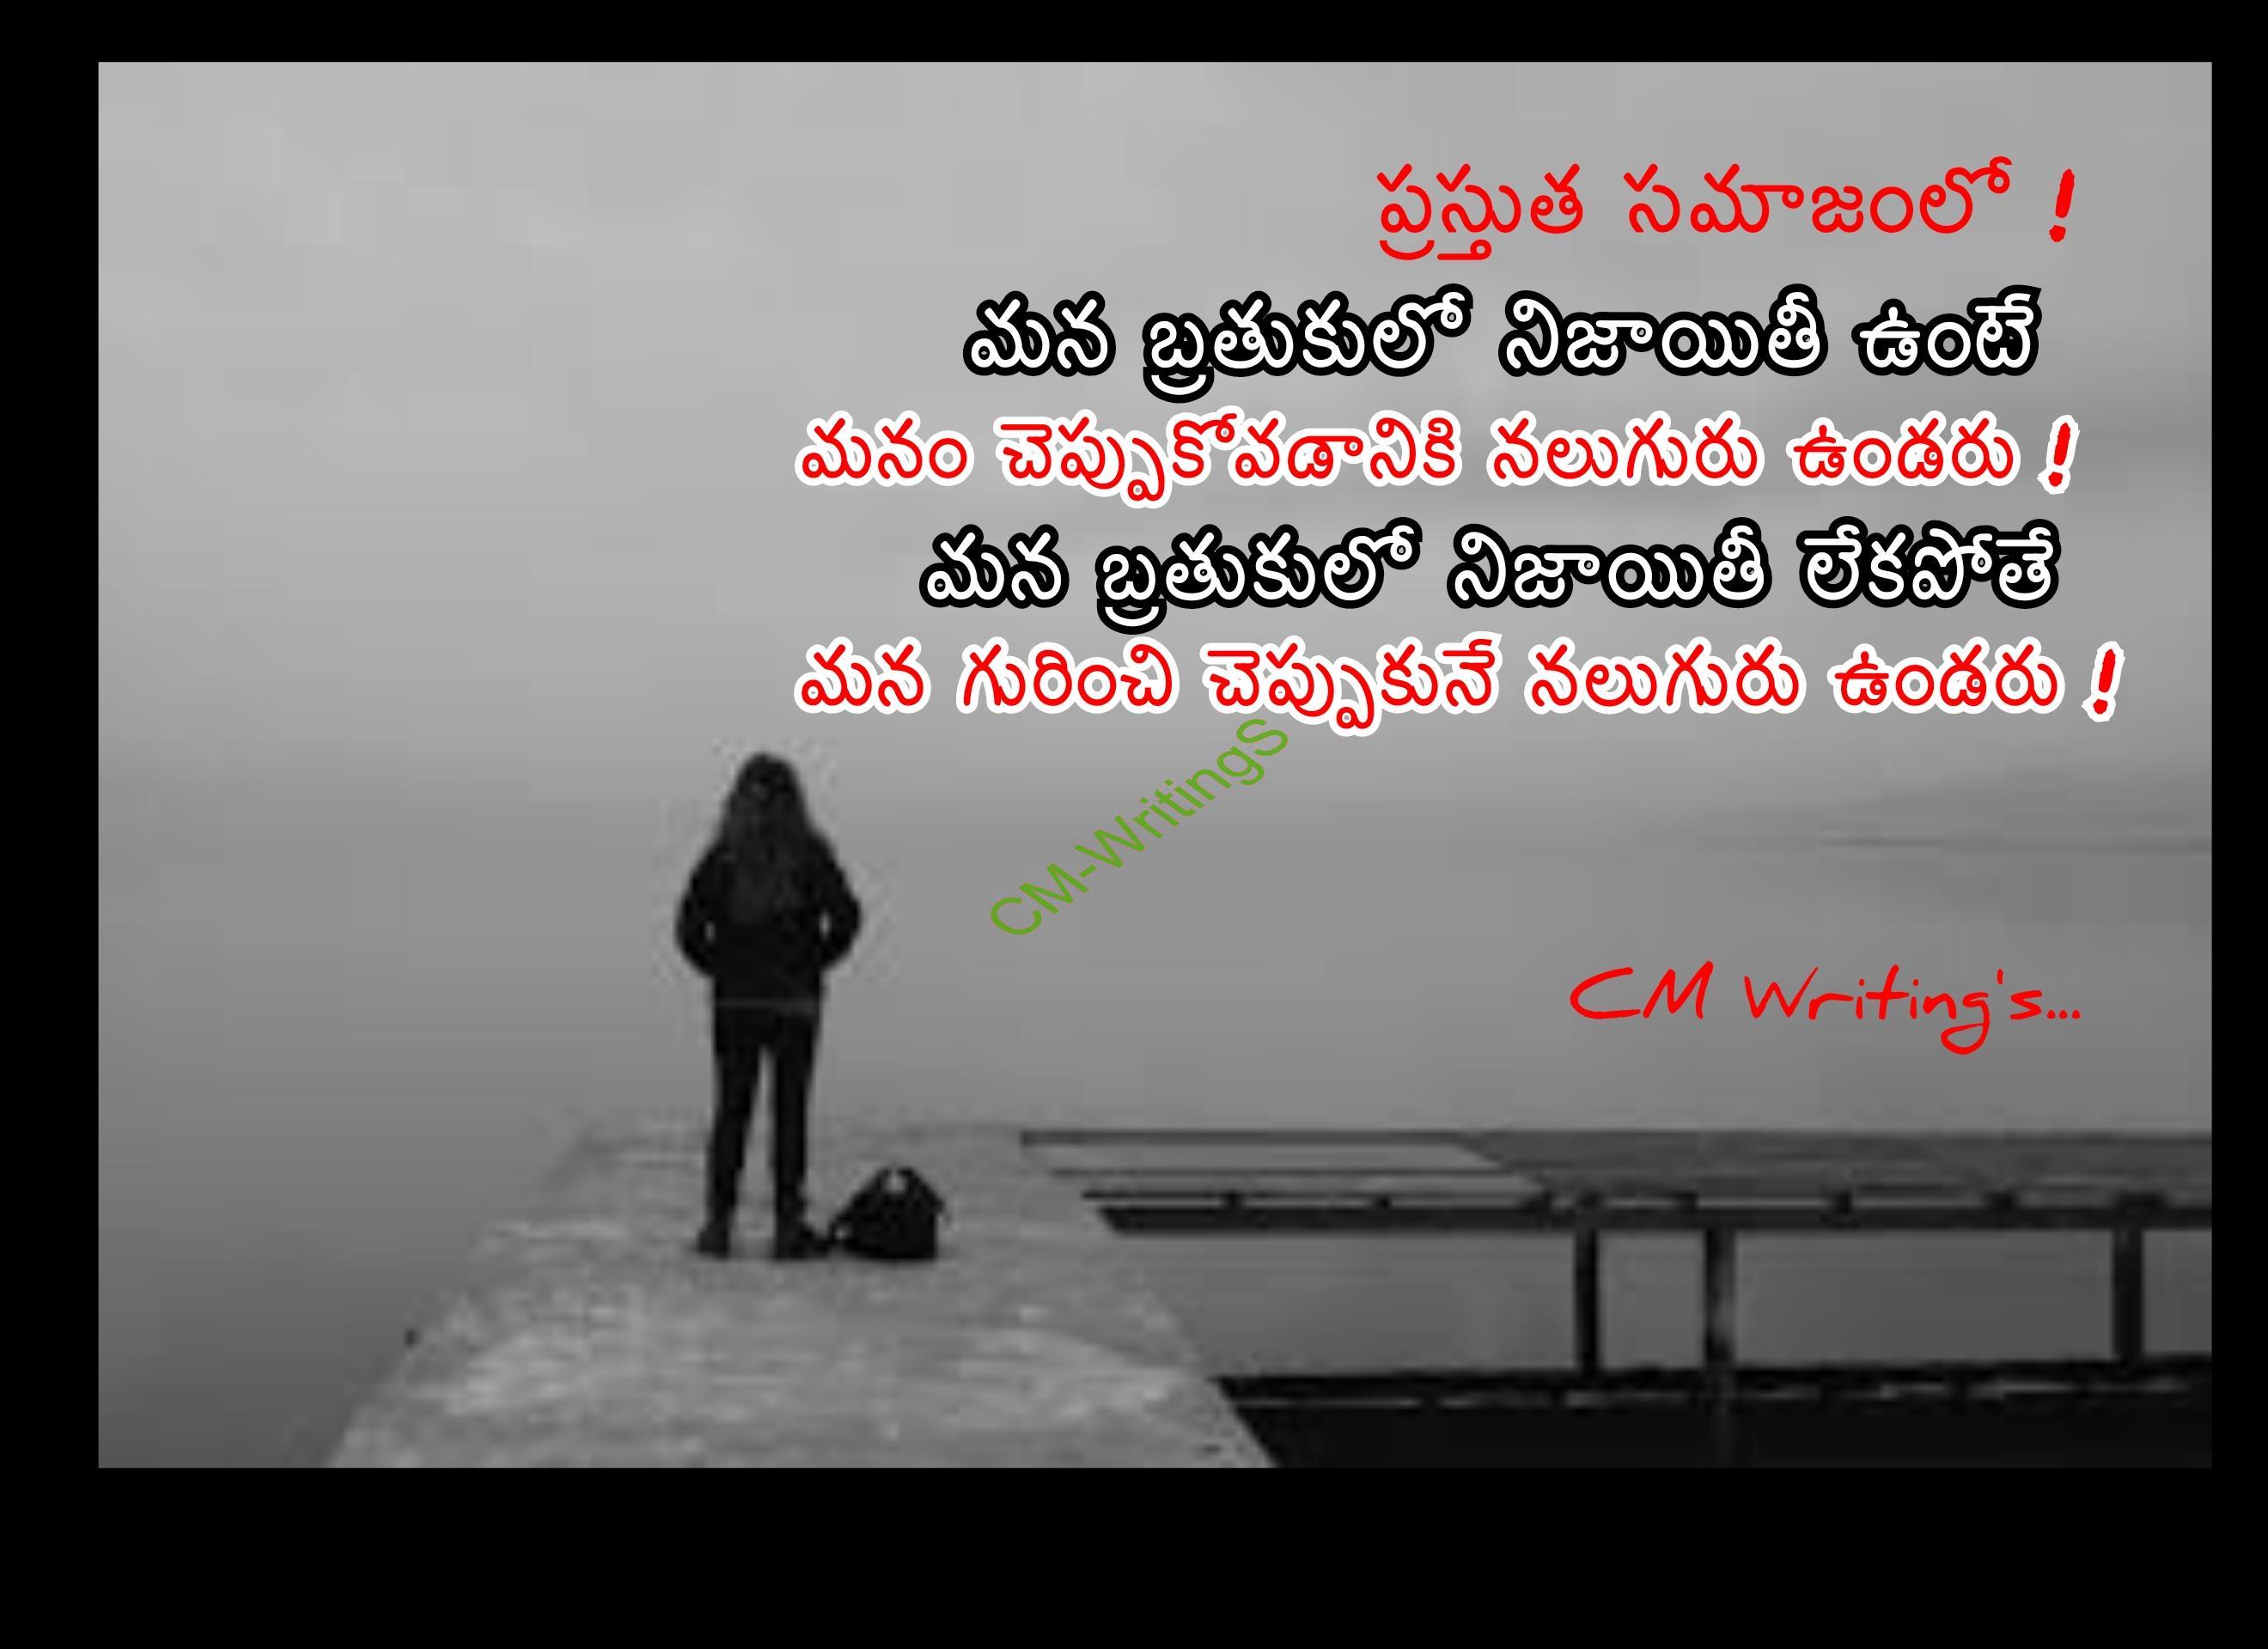 ప్రస్తుత సమాజంలో !
మన బ్రతుకులో నిజాయితీ ఉంటే
మనం చెప్పుకోవడానికి నలుగురు ఉండరు !
మన బ్రతుకులో నిజాయితీ లేకపోతే
మన గురించి చెప్పుకునే నలుగురు ఉండరు !
CM-WritingS
CM Writing's...